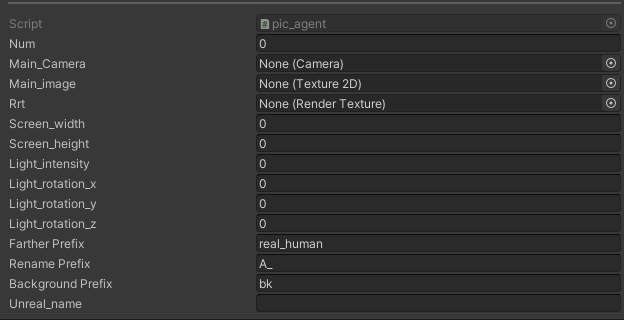 Script pic_agent
Num 0
Main_Camera None (Camera)
Main_image None (Texture 2D)
Rrt None (Render Texture)
Screen_width 0
Screen_height 0
Light_intensity 0
Light_rotation_x 0
Light_rotation_y 0
Light_rotation_z 0
Farther Prefix real_human
Rename Prefix A_
Background Prefix bk
Unreal_name